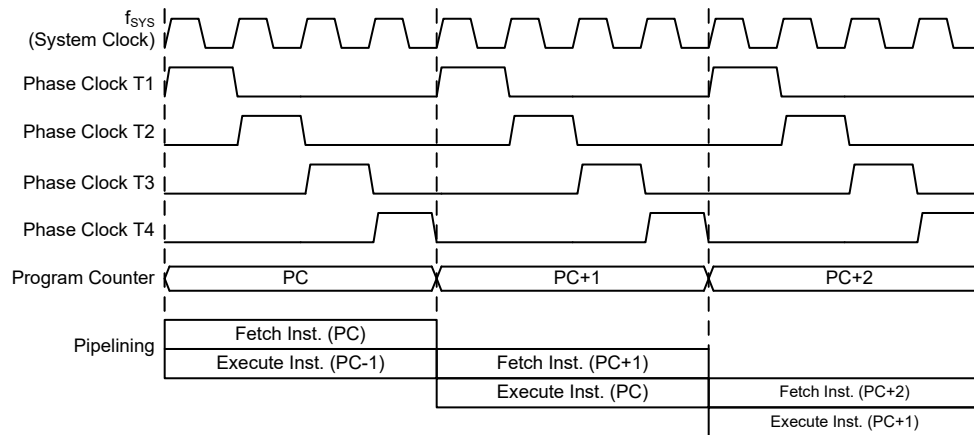 fSYS
(System Clock)
Phase Clock T1
Phase Clock T2
Phase Clock T3
Phase Clock T4
Program Counter PC PC+1 PC+2
Pipelining
Fetch Inst. (PC)
Execute Inst. (PC-1) Fetch Inst. (PC+1)
Execute Inst. (PC) Fetch Inst. (PC+2)
Execute Inst. (PC+1)